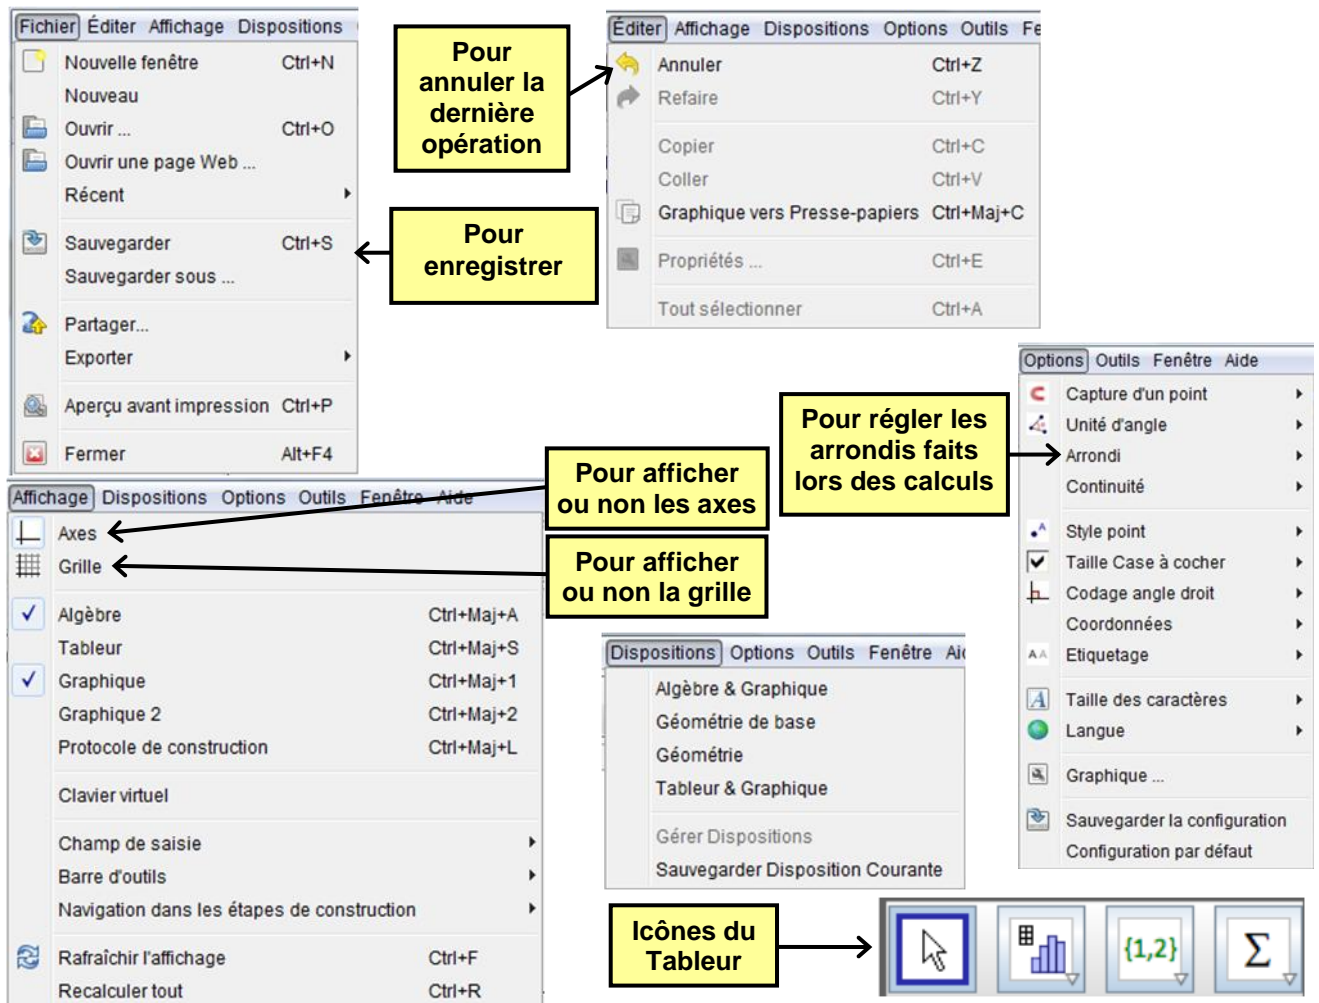 Fichier Éditer Affichage Dispositions
Nouvelle fenêtre Ctrl+N
Nouveau
Ouvrir ... Ctrl+O
Ouvrir une page Web ...
Récent
Sauvegarder Ctrl+S
Sauvegarder sous ...
Partager...
Exporter
Aperçu avant impression Ctrl+P
Fermer Alt+F4
Pour
annuler la
dernière
opération
Pour
enregistrer
Éditer Affichage Dispositions Options Outils Fe
Annuler Ctrl+Z
Refaire Ctrl+Y
Copier Ctrl+C
Coller Ctrl+V
Graphique vers Presse-papiers Ctrl+Maj+C
Propriétés ... Ctrl+E
Tout sélectionner Ctrl+A
Pour régler les
arrondis faits
lors des calculs
Options Outils Fenêtre Aide
Capture d'un point
Unité d'angle
Arrondi
Continuité
Style point
Taille Case à cocher
Codage angle droit
Coordonnées
Etiquetage
Taille des caractères
Langue
Graphique ...
Sauvegarder la configuration
Configuration par défaut
Affichage Dispositions Options Outils Fenêtre Aide
Axes
Grille
Algèbre Ctrl+Maj+A
Tableur Ctrl+Maj+S
Graphique Ctrl+Maj+1
Graphique 2 Ctrl+Maj+2
Protocole de construction Ctrl+Maj+L
Clavier virtuel
Champ de saisie
Barre d'outils
Navigation dans les étapes de construction
Rafraîchir l'affichage Ctrl+F
Recalculer tout Ctrl+R
Pour afficher
ou non les axes
Pour afficher
ou non la grille
Dispositions Options Outils Fenêtre Aid
Algèbre & Graphique
Géométrie de base
Géométrie
Tableur & Graphique
Gérer Dispositions
Sauvegarder Disposition Courante
Icônes du
Tableur
{1,2} Σ